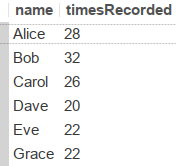 name timesRecorded
Alice 28
Bob 32
Carol 26
Dave 20
Eve 22
Grace 22